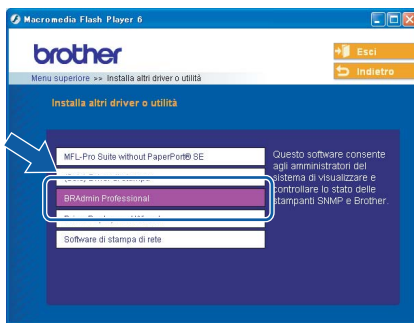 Macromedia Flash Player 6
brother
Esci
Indietro
Menu superiore >> Installa altri driver o utilità
Installa altri driver o utilità
MFL-Pro Suite without PaperPort® SE
BRAdmin Professional
Software di stampa di rete
Questo software consente
agli amministratori del
sistema di visualizzare e
controllare lo stato delle
stampanti SNMP e Brother.